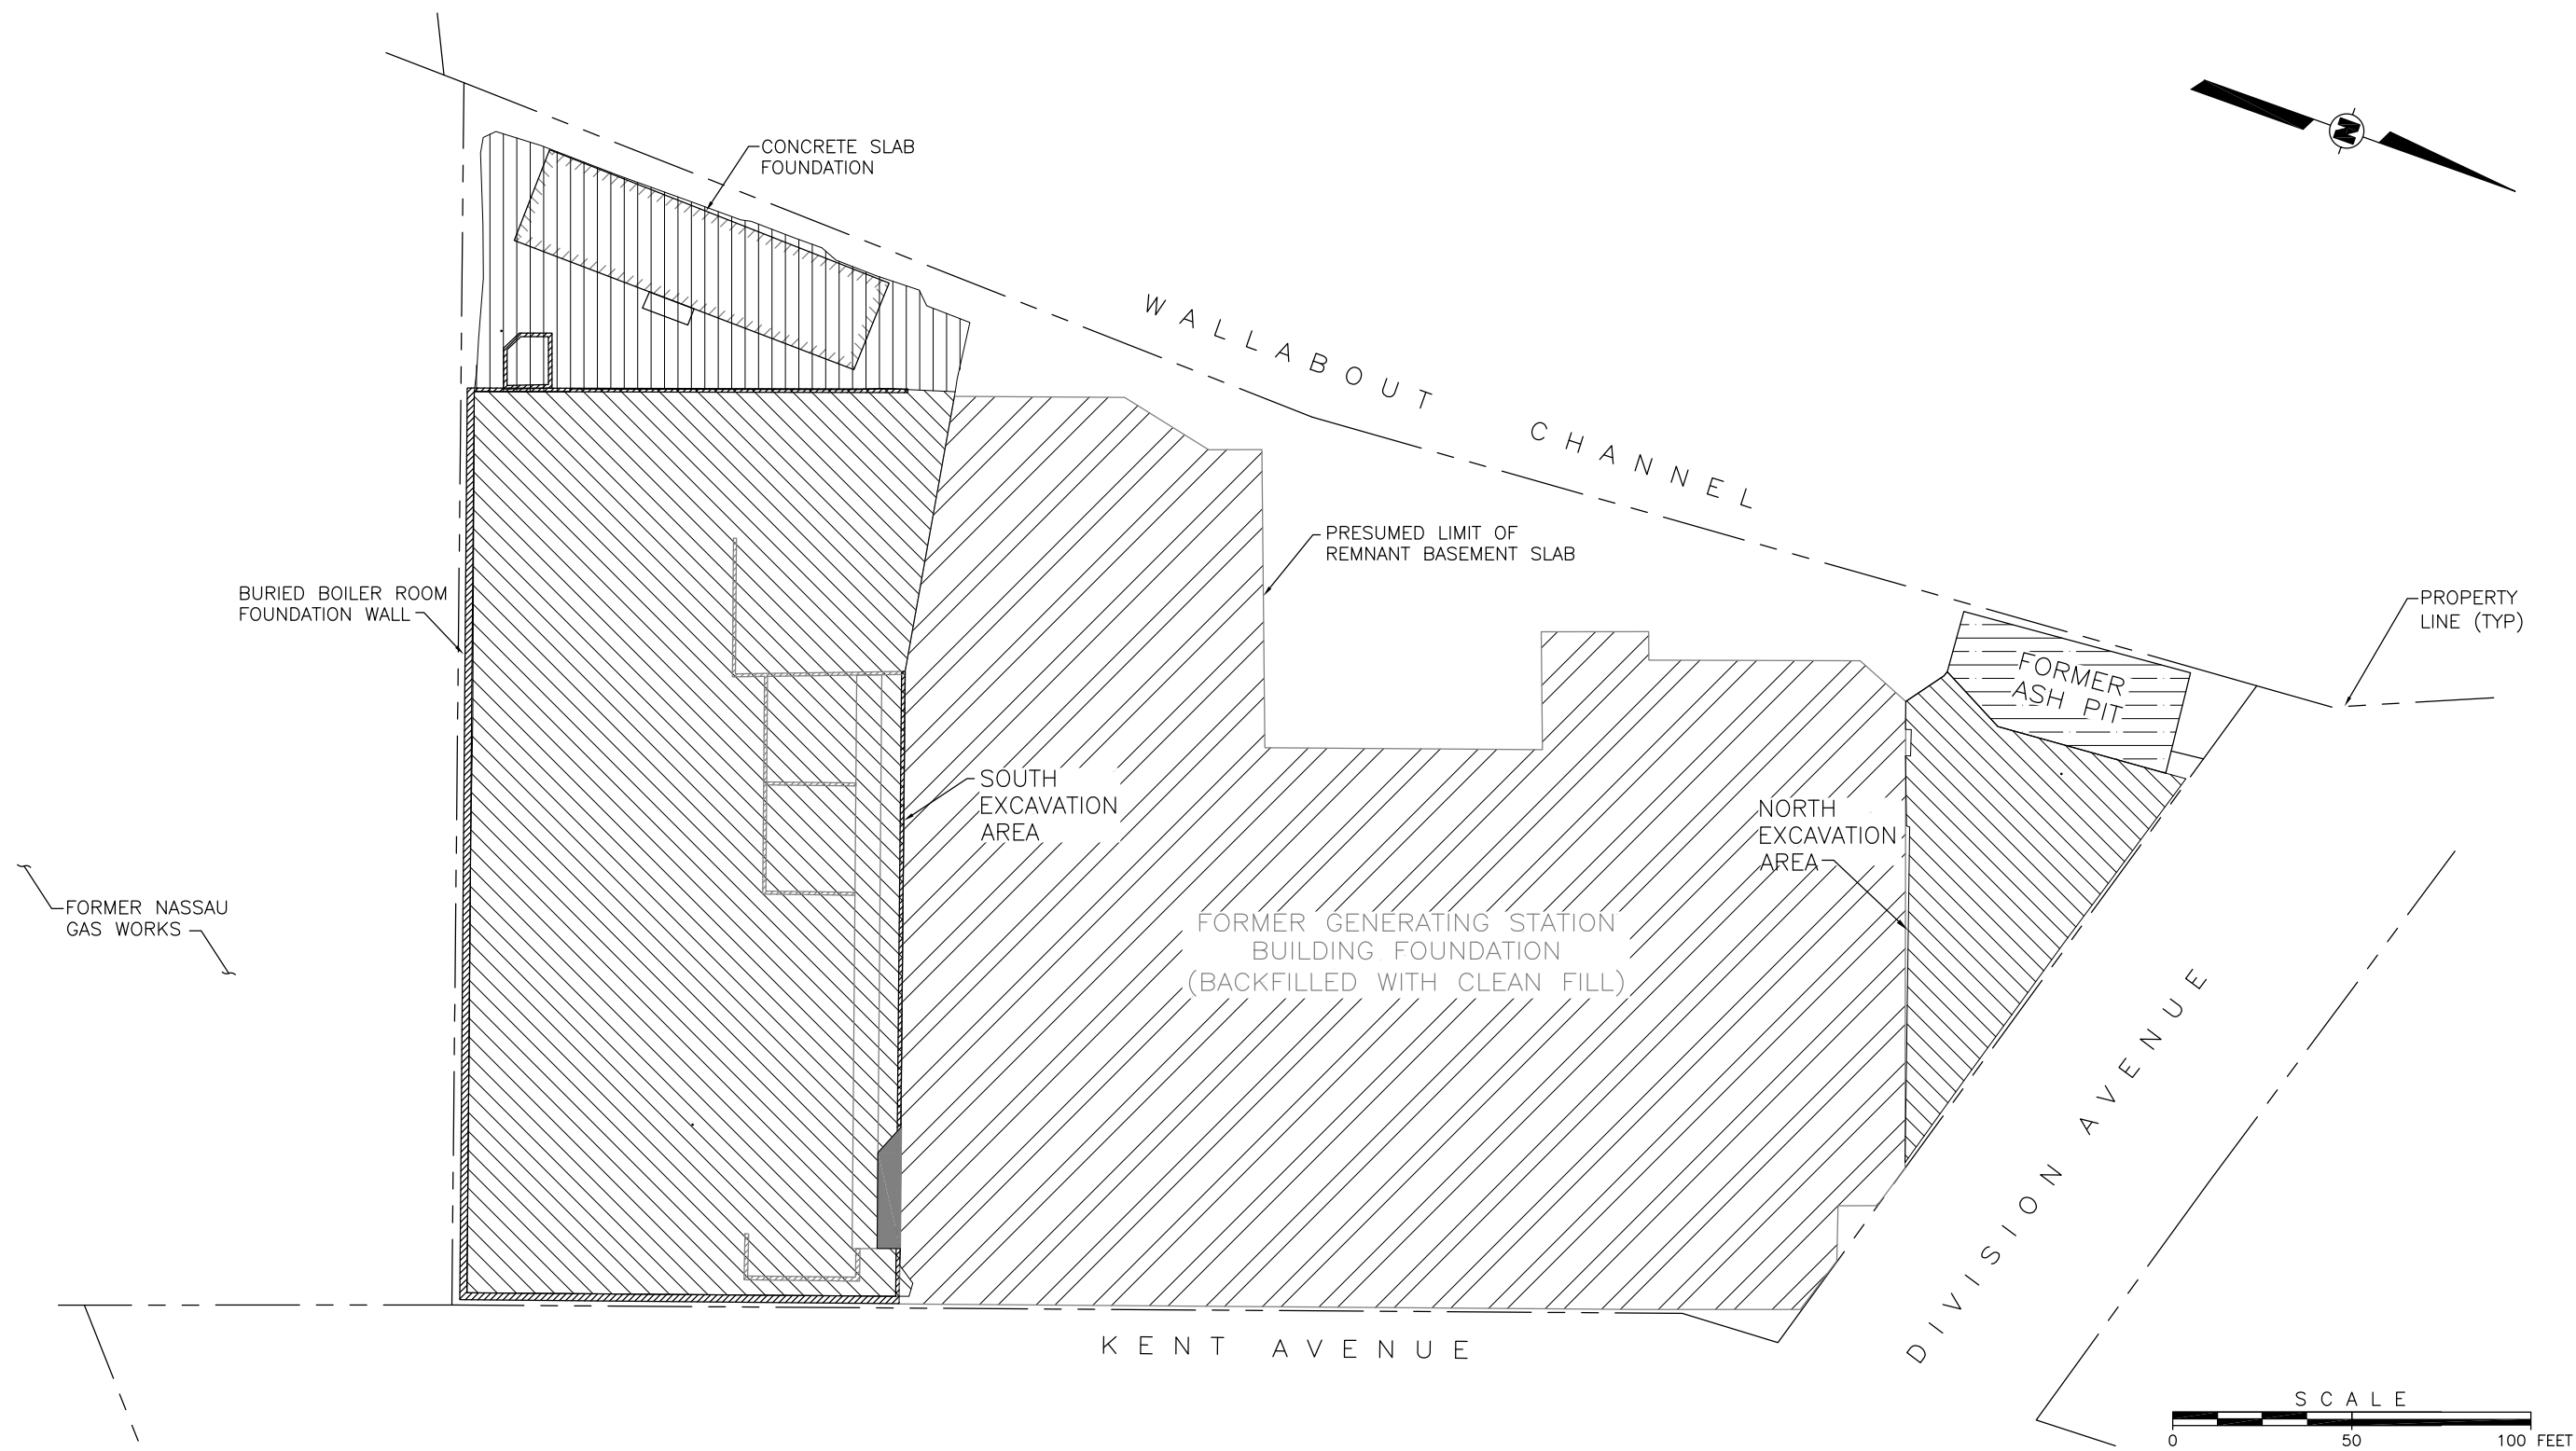 CONCRETE SLAB
FOUNDATION
N
WALLABOUT CHANNEL
PRESUMED LIMIT OF
REMNANT BASEMENT SLAB
BURIED BOILER ROOM
FOUNDATION WALL
PROPERTY
LINE (TYP)
FORMER
ASH PIT
SOUTH
EXCAVATION
AREA
NORTH
EXCAVATION
AREA
FORMER NASSAU
GAS WORKS
FORMER GENERATING STATION
BUILDING FOUNDATION
(BACKFILLED WITH CLEAN FILL)
DIVISION AVENUE
KENT AVENUE
SCALE
0 50 100 FEET